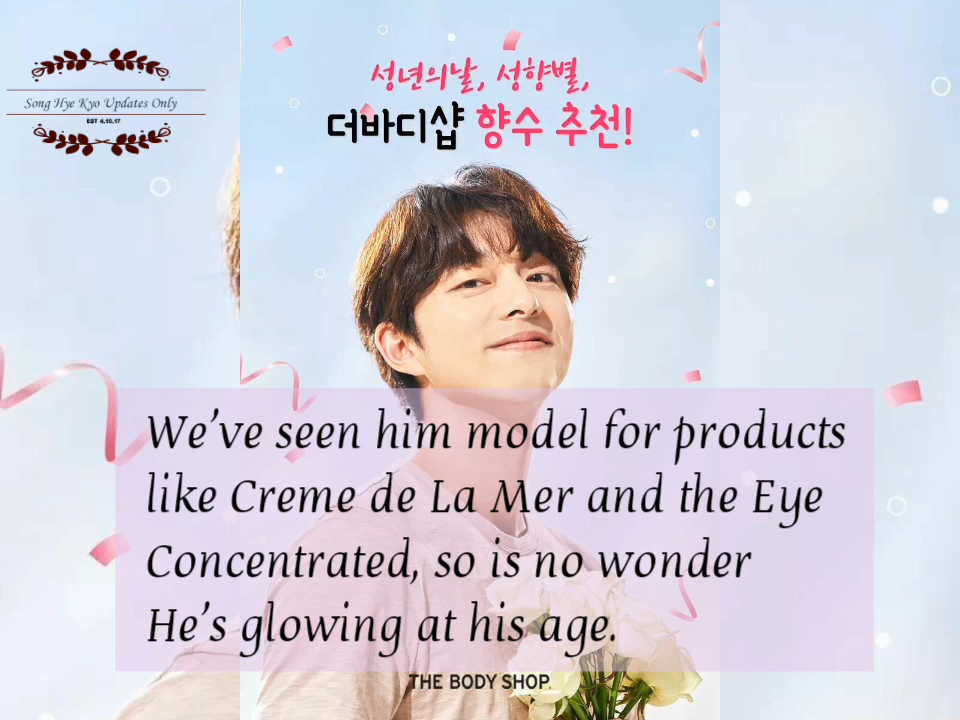 Song Hye Kyo Updates Only
EST 4.10.17
성년의날, 성향별,
더바디샵 향수 추천!
We've seen him model for products
like Creme de La Mer and the Eye
Concentrated, so is no wonder
He's glowing at his age.
THE BODY SHOP.